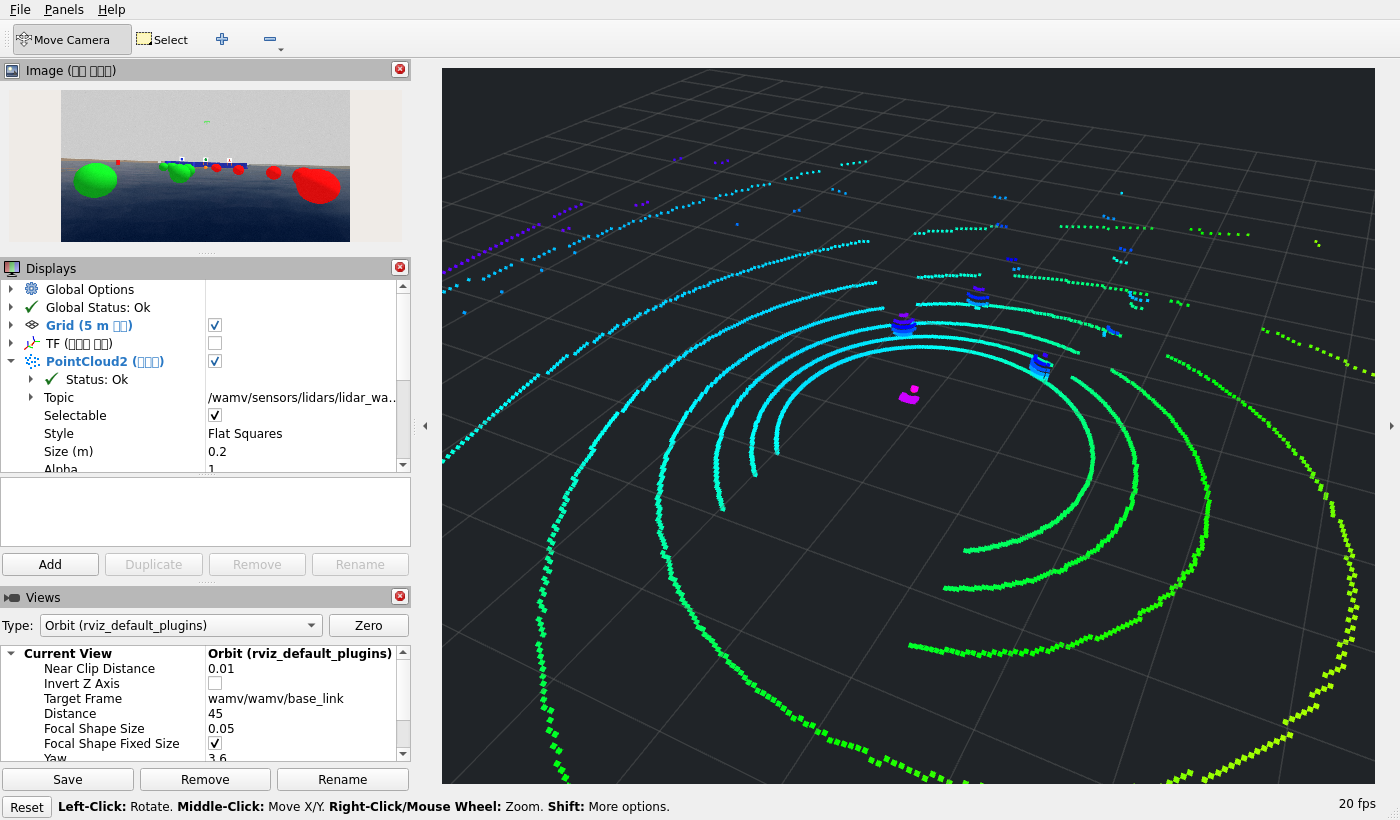 File Panels Help
Move Camera Select
Image (
Displays
Global Options
Global Status: Ok
Grid (5 m
TF (
PointCloud2 (
Status: Ok
Topic /wamv/sensors/lidars/lidar_wa...
Selectable
Style Flat Squares
Size (m) 0.2
Alpha 1
Add Duplicate Remove Rename
Views
Type: Orbit (rviz_default_plugins) Zero
Current View Orbit (rviz_default_plugins)
Near Clip Distance 0.01
Invert Z Axis
Target Frame wamv/wamv/base_link
Distance 45
Focal Shape Size 0.05
Focal Shape Fixed Size
Yaw 3.6
Save Remove Rename
Reset Left-Click: Rotate. Middle-Click: Move X/Y. Right-Click/Mouse Wheel: Zoom. Shift: More options. 20 fps